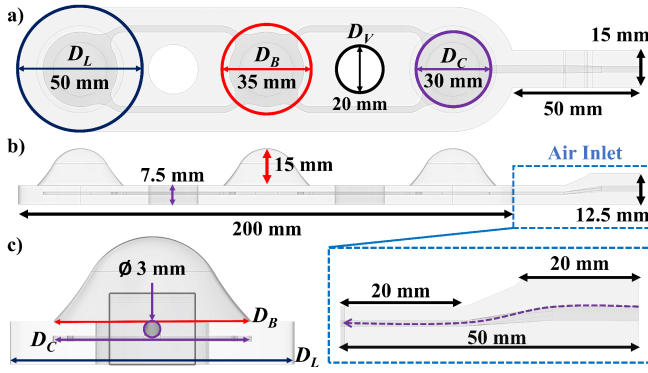 a)
D_L
50 mm
D_B
35 mm
D_V
20 mm
D_C
30 mm
15 mm
50 mm
b)
7.5 mm
15 mm
Air Inlet
12.5 mm
200 mm
c)
Ø 3 mm
D_B
D_C
D_L
20 mm
20 mm
50 mm